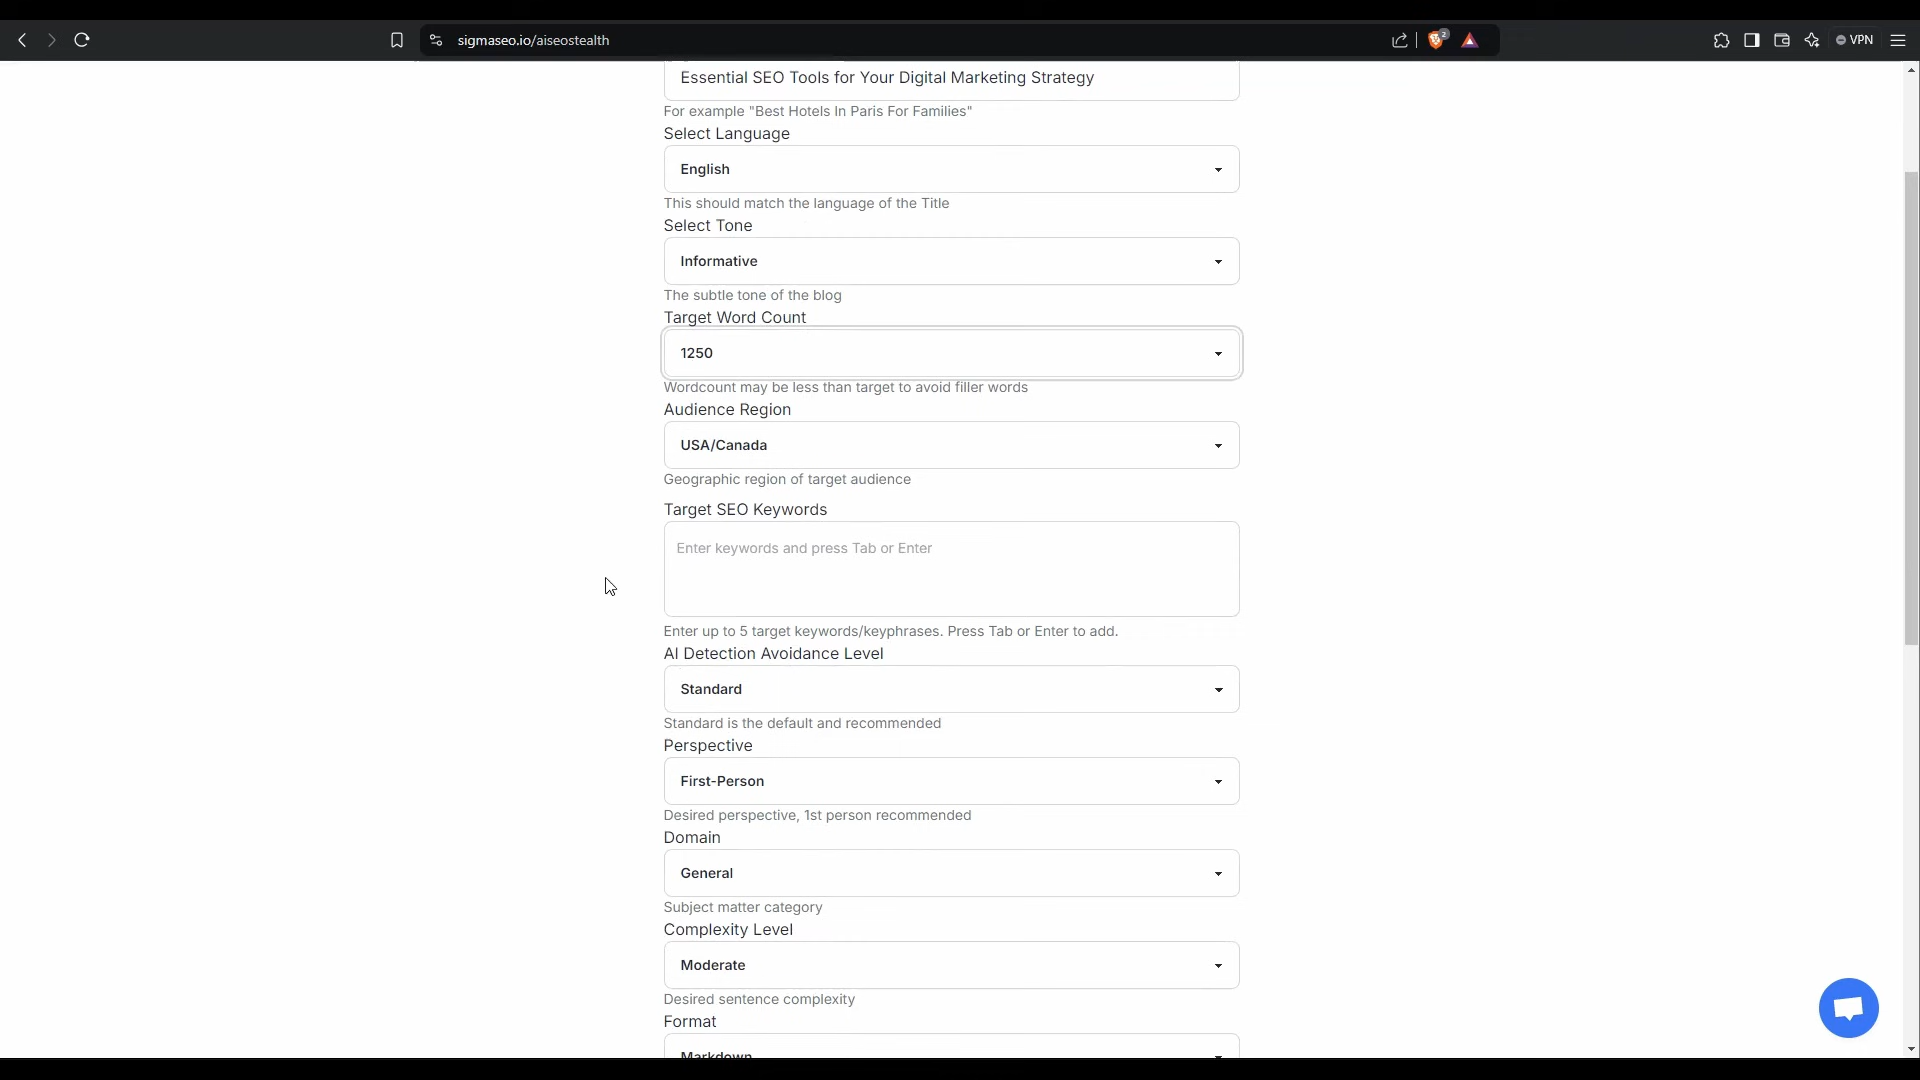 sigmaseo.io/aiseostealth
2
VPN
Essential SEO Tools for Your Digital Marketing Strategy
For example "Best Hotels In Paris For Families"
Select Language
English
This should match the language of the Title
Select Tone
Informative
The subtle tone of the blog
Target Word Count
1250
Wordcount may be less than target to avoid filler words
Audience Region
USA/Canada
Geographic region of target audience
Target SEO Keywords
Enter keywords and press Tab or Enter
Enter up to 5 target keywords/keyphrases. Press Tab or Enter to add.
AI Detection Avoidance Level
Standard
Standard is the default and recommended
Perspective
First-Person
Desired perspective, 1st person recommended
Domain
General
Subject matter category
Complexity Level
Moderate
Desired sentence complexity
Format
Markdown